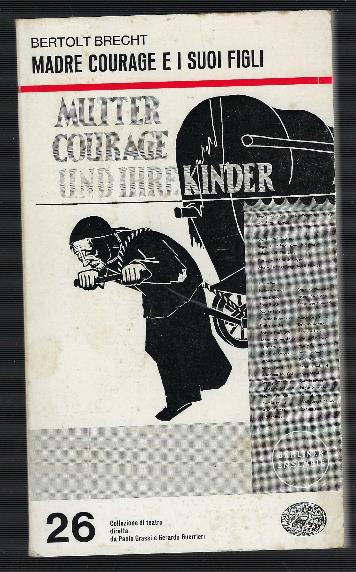 BERTOLT BRECHT
MADRE COURAGE E I SUOI FIGLI
MUTTER
COURAGE
UND IHRE KINDER
BERLINER
ENSEMBLE
26
Collezione di teatro
diretta
da Paolo Grassi e Gerardo Guerrieri